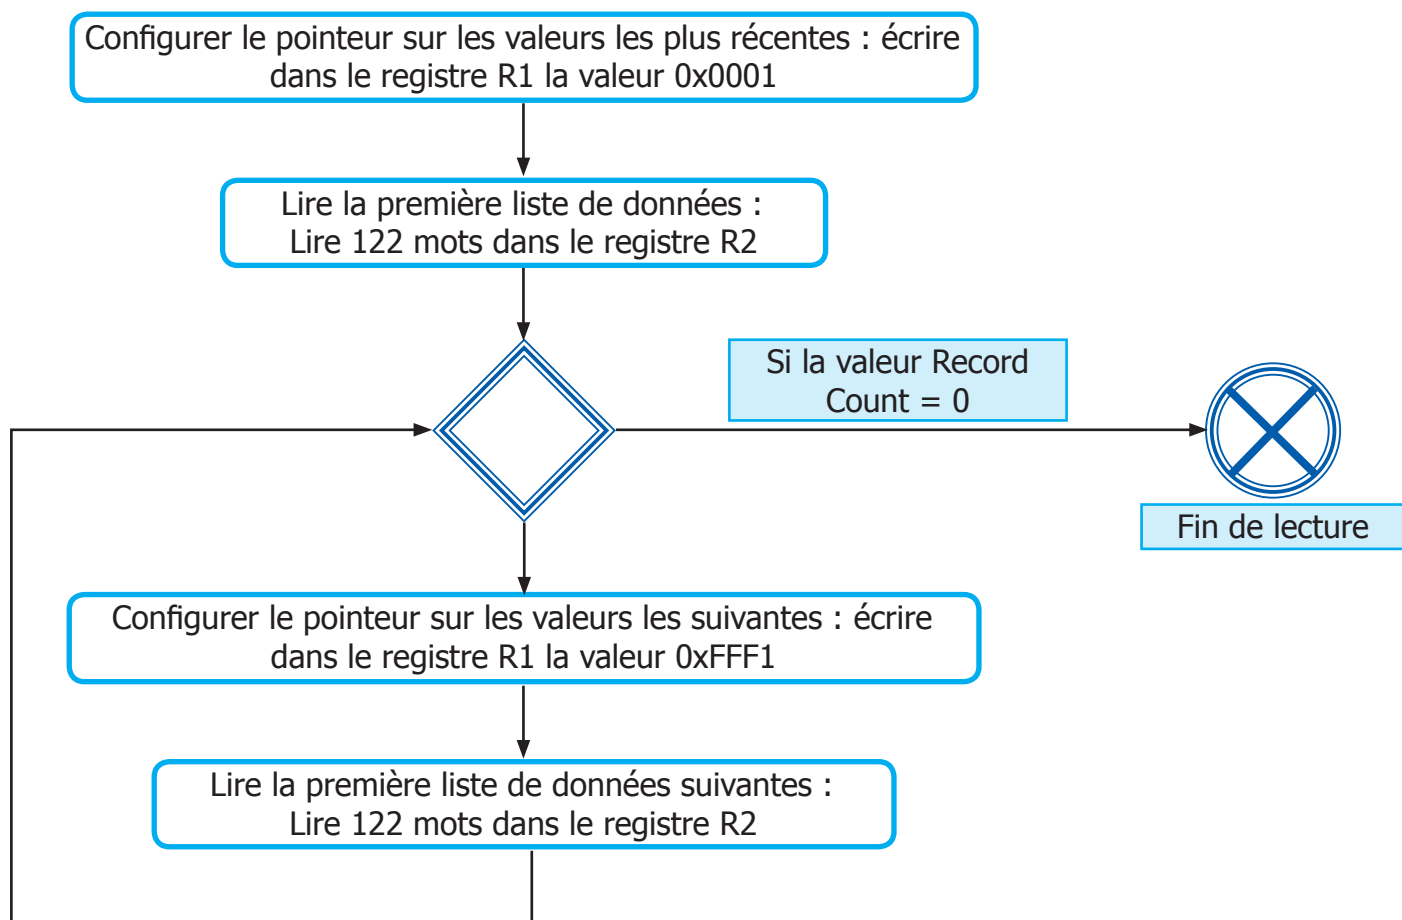 Configurer le pointeur sur les valeurs les plus récentes : écrire
dans le registre R1 la valeur 0x0001
Lire la première liste de données :
Lire 122 mots dans le registre R2
Si la valeur Record
Count = 0
Fin de lecture
Configurer le pointeur sur les valeurs les suivantes : écrire
dans le registre R1 la valeur 0xFFF1
Lire la première liste de données suivantes :
Lire 122 mots dans le registre R2